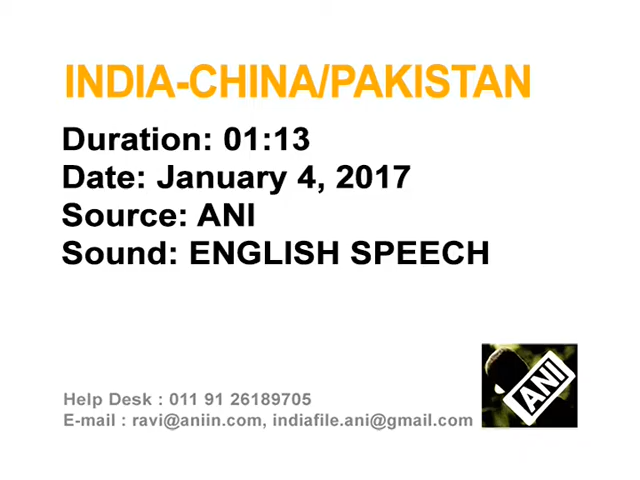 INDIA-CHINA/PAKISTAN
Duration: 01:13
Date: January 4, 2017
Source: ANI
Sound: ENGLISH SPEECH
Help Desk : 011 91 26189705
E-mail : ravi@aniin.com, indiafile.ani@gmail.com
ANI